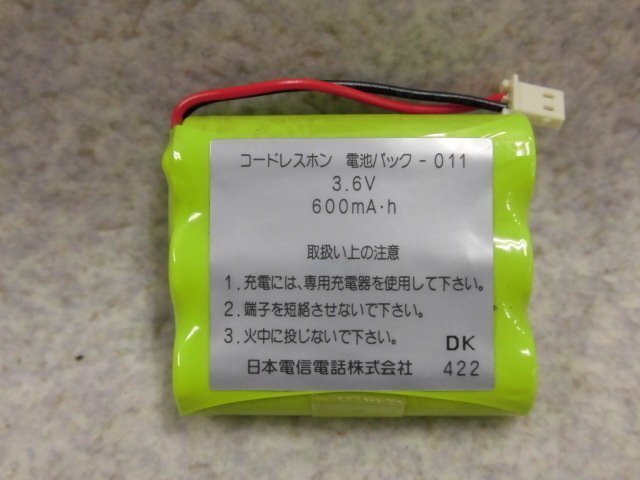 コードレスホン 電池パック-011
3.6V
600mA·h
取扱い上の注意
1.充電には、専用充電器を使用して下さい。
2.端子を短絡させないで下さい。
3.火中に投じないで下さい。
DK
日本電信電話株式会社 422